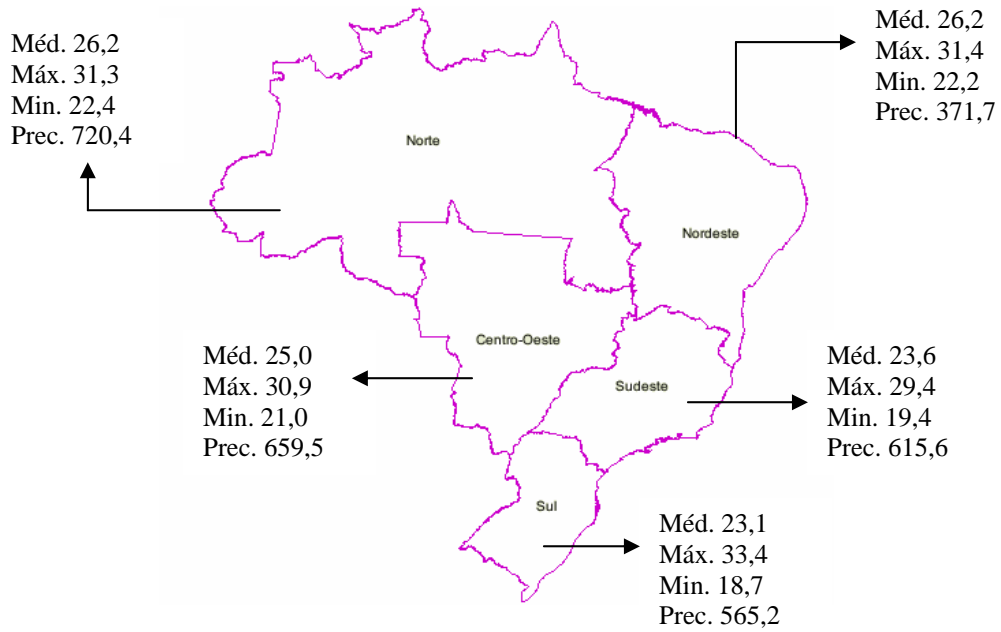 Méd. 26,2
Máx. 31,3
Min. 22,4
Prec. 720,4
Méd. 26,2
Máx. 31,4
Min. 22,2
Prec. 371,7
Norte
Nordeste
Centro-Oeste
Sudeste
Sul
Méd. 25,0
Máx. 30,9
Min. 21,0
Prec. 659,5
Méd. 23,6
Máx. 29,4
Min. 19,4
Prec. 615,6
Méd. 23,1
Máx. 33,4
Min. 18,7
Prec. 565,2